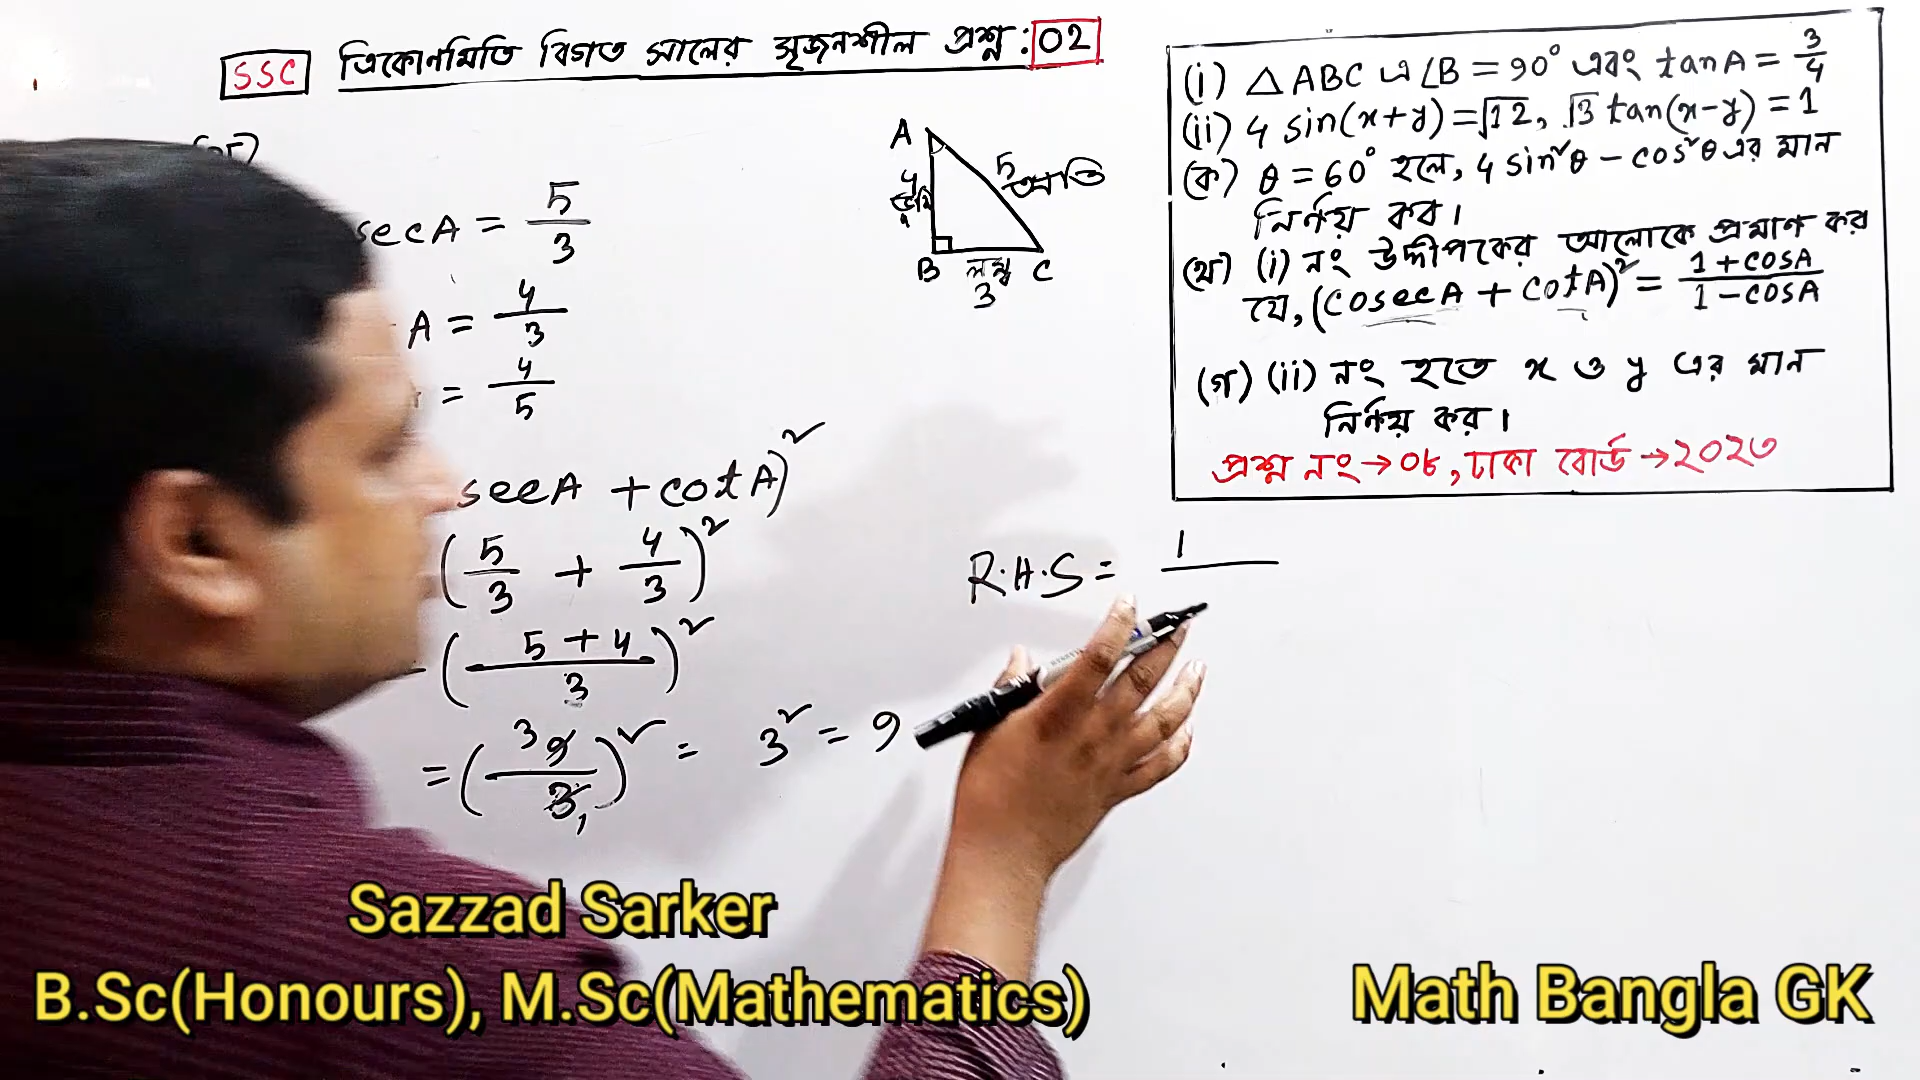 SSC ত্রিকোণমিতি বিগত সালের সৃজনশীল প্রশ্ন : 02
(i) △ ABC এ ∠B = 90° এবং tanA = 3/4
(ii) 4 sin(x+y) = √12, √3 tan(x-y) = 1
(ক) θ = 60° হলে, 4 sin²θ - cos²θ এর মান
নির্ণয় কর।
(খ) (i) নং উদ্দীপকের আলোকে প্রমাণ কর
যে, (cosecA + cotA)² = (1+cosA)/(1-cosA)
(গ) (ii) নং হতে x ও y এর মান
নির্ণয় কর।
প্রশ্ন নং→০৮, ঢাকা বোর্ড→২০২৩
A
4
5
B লম্ব C
3
secA = 5/3
A = 4/3
= 4/5
secA + cotA)²
(5/3 + 4/3)²
(5+4/3)²
= (3 9/3)² = 3² = 9
R.H.S = 1
Sazzad Sarker
B.Sc(Honours), M.Sc(Mathematics)
Math Bangla GK